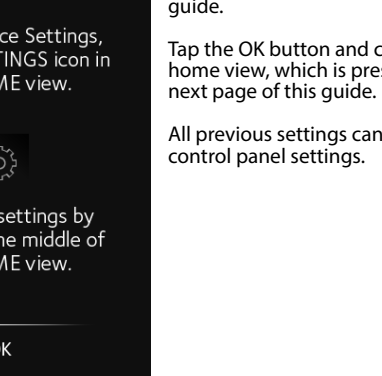 ce Settings,
TINGS icon in
ME view.
settings by
he middle of
ME view.
OK
guide.
Tap the OK button and c
home view, which is pres
next page of this guide.
All previous settings can
control panel settings.